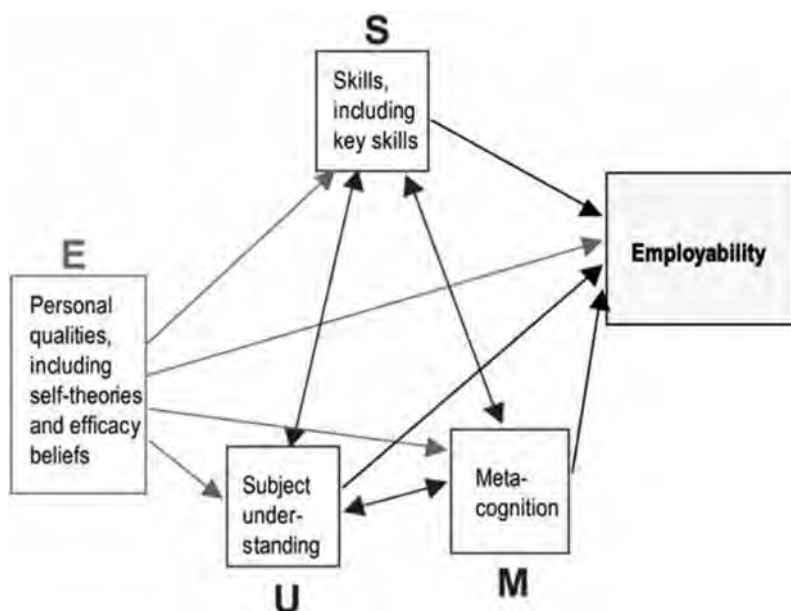 S
Skills,
including
key skills
E
Personal
qualities,
including
self-theories
and efficacy
beliefs
Employability
Subject
under-
standing
U
Meta-
cognition
M